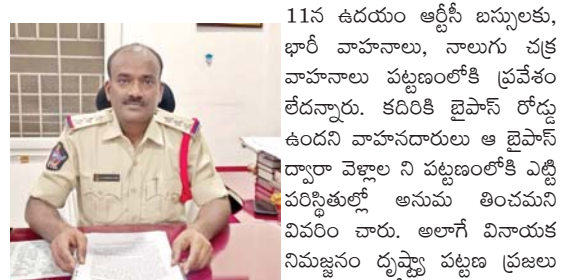 11న ఉదయం ఆర్టీసీ బస్సులకు,
భారీ వాహనాలు, నాలుగు చక్ర
వాహనాలు పట్టణంలోకి ప్రవేశం
లేదన్నారు. కదిరికి బైపాస్ రోడ్డు
ఉందని వాహనదారులు ఆ బైపాస్
ద్వారా వెళ్లాల ని పట్టణంలోకి ఎట్టి
పరిస్థితుల్లో అనుమ తించమని
వివరిం చారు. అలాగే వినాయక
నిమజ్జనం దృష్ట్యా పట్టణ ప్రజలు